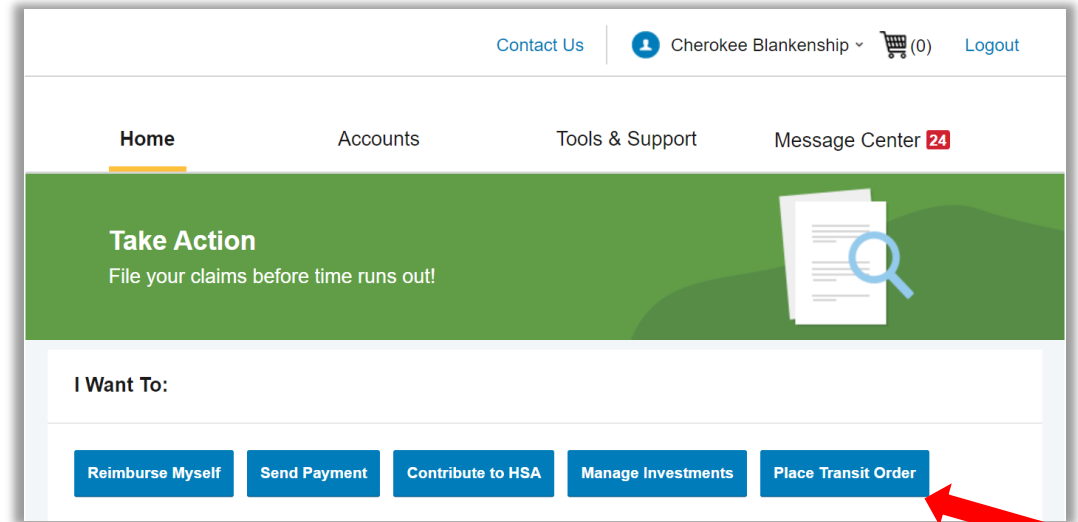 Contact Us Cherokee Blankenship (0) Logout
Home Accounts Tools & Support Message Center 24
Take Action
File your claims before time runs out!
I Want To:
Reimburse Myself Send Payment Contribute to HSA Manage Investments Place Transit Order